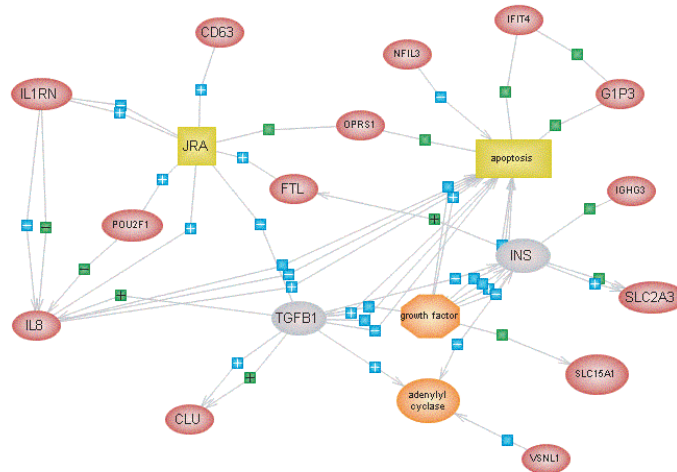 CD63
IFIT4
NFIL3
IL1RN
G1P3
OPRS1
JRA
apoptosis
FTL
IGHG3
POU2F1
INS
SLC2A3
IL8
TGFB1
growth factor
SLC15A1
adenylyl
cyclase
CLU
VSNL1